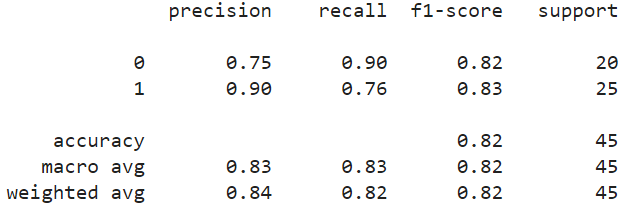 precision recall f1-score support
0 0.75 0.90 0.82 20
1 0.90 0.76 0.83 25
accuracy 0.82 45
macro avg 0.83 0.83 0.82 45
weighted avg 0.84 0.82 0.82 45